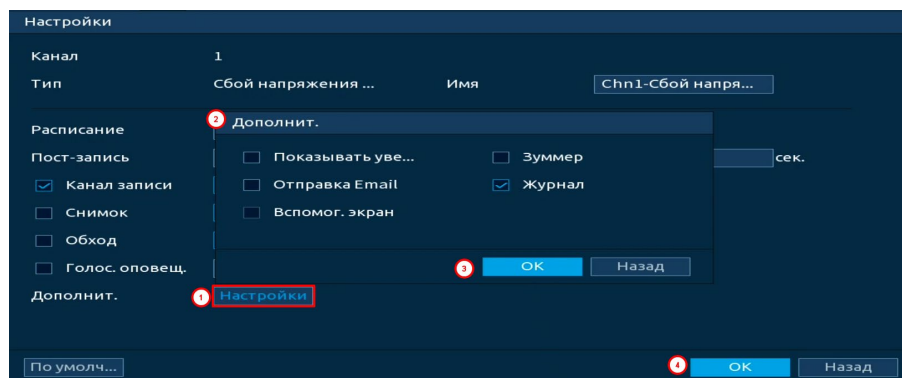 Настройки
Канал 1
Тип Сбой напряжения ... Имя Chn1-Сбой напря...
Расписание
2 Дополнит.
Пост-запись сек.
Показывать уве... Зуммер
Канал записи
Отправка Email Журнал
Снимок
Вспомог. экран
Обход
Голос. оповещ.
3 OK Назад
Дополнит. 1 Настройки
По умолч... 4 OK Назад